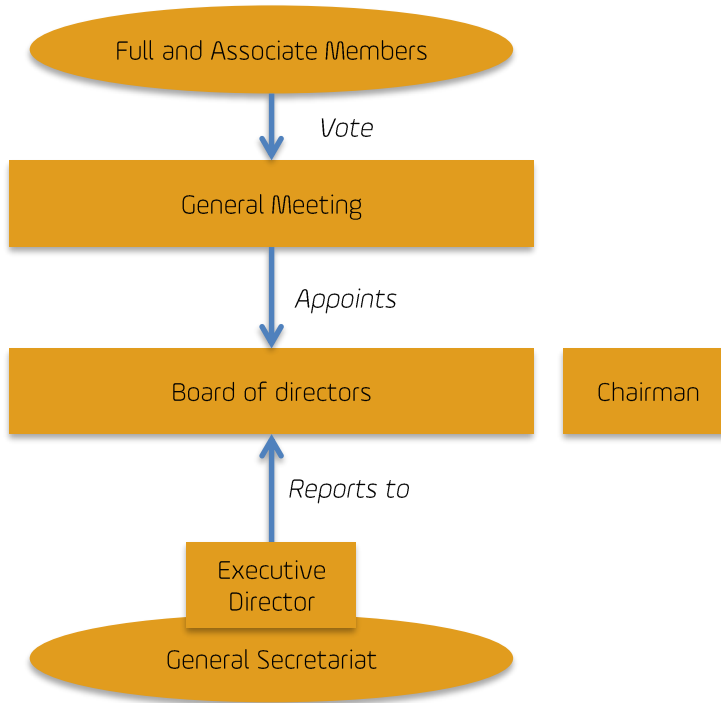 Full and Associate Members
Vote
General Meeting
Appoints
Board of directors
Chairman
Reports to
Executive
Director
General Secretariat